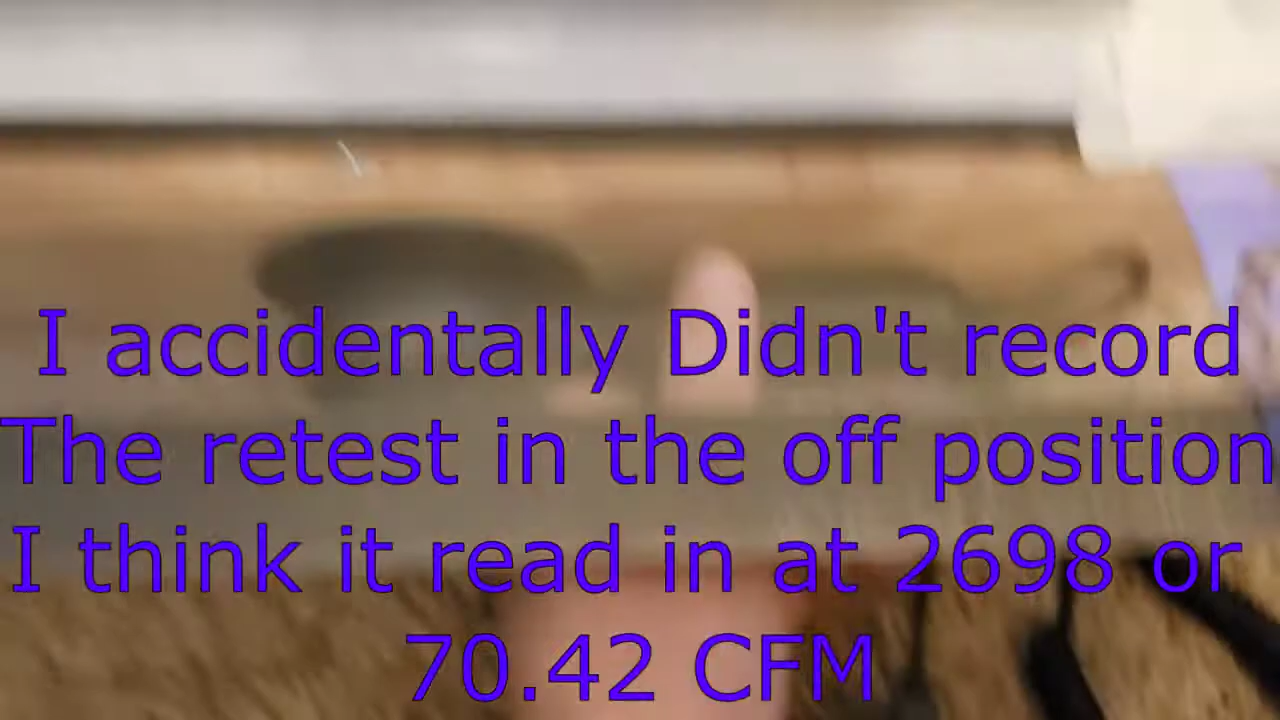 I accidentally Didn't record
The retest in the off position
I think it read in at 2698 or
70.42 CFM